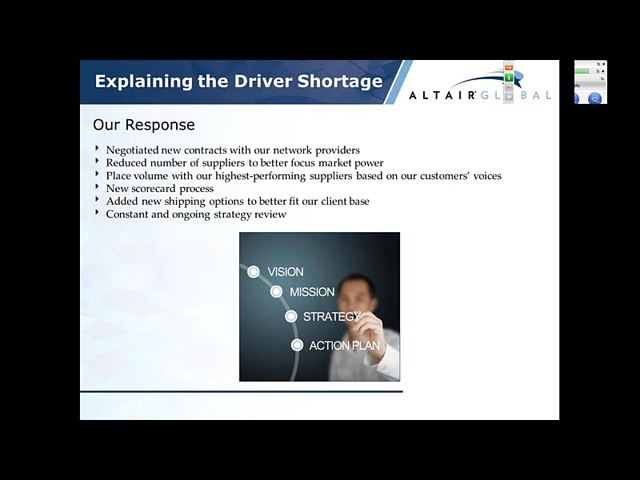 Explaining the Driver Shortage
ALTAIR GLOBAL
Our Response
Negotiated new contracts with our network providers
Reduced number of suppliers to better focus market power
Place volume with our highest-performing suppliers based on our customers' voices
New scorecard process
Added new shipping options to better fit our client base
Constant and ongoing strategy review
VISION
MISSION
STRATEGY
ACTION PLAN